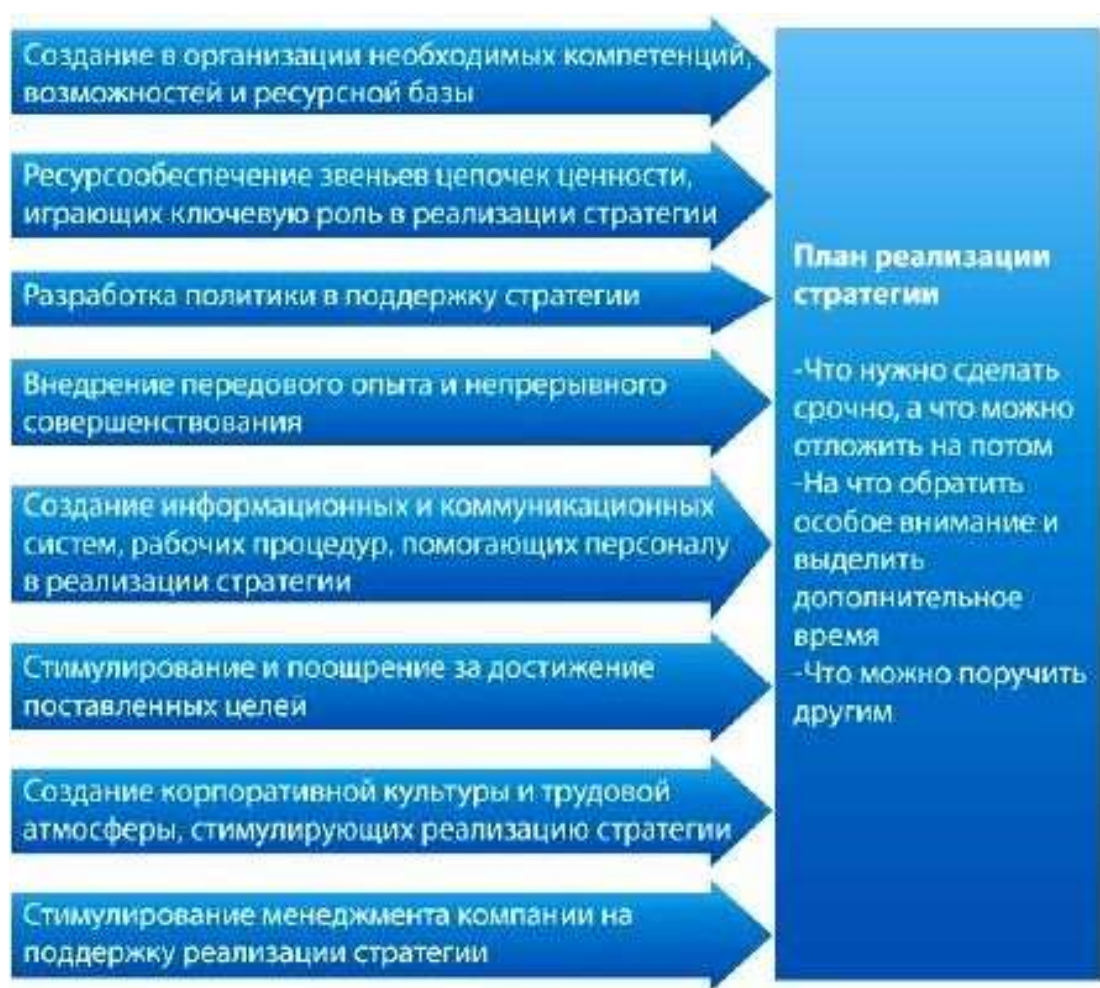 Создание в организации необходимых компетенций,
возможностей и ресурсной базы
Ресурсообеспечение звеньев цепочек ценности,
играющих ключевую роль в реализации стратегии
Разработка политики в поддержку стратегии
Внедрение передового опыта и непрерывного
совершенствования
Создание информационных и коммуникационных
систем, рабочих процедур, помогающих персоналу
в реализации стратегии
Стимулирование и поощрение за достижение
поставленных целей
Создание корпоративной культуры и трудовой
атмосферы, стимулирующих реализацию стратегии
Стимулирование менеджмента компании на
поддержку реализации стратегии
План реализации
стратегии
-Что нужно сделать
срочно, а что можно
отложить на потом
-На что обратить
особое внимание и
выделить
дополнительное
время
-Что можно поручить
другим